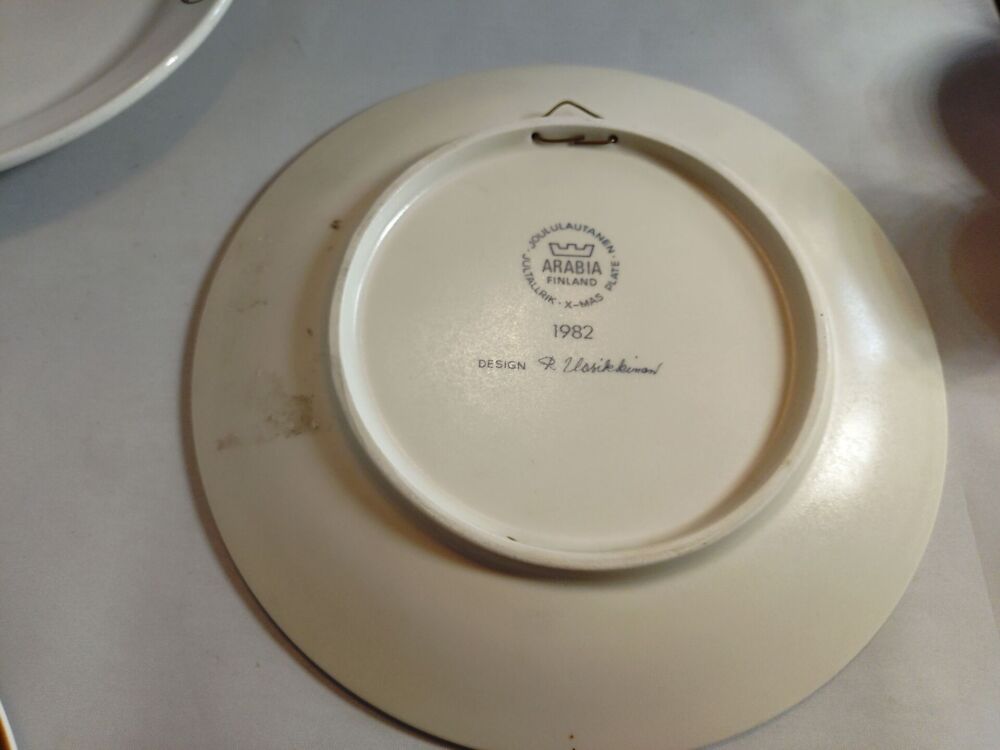 JOULULAUTANEN · JULTALLRIK · X-MAS PLATE ·
ARABIA
FINLAND
1982
DESIGN R. Uosikkinen